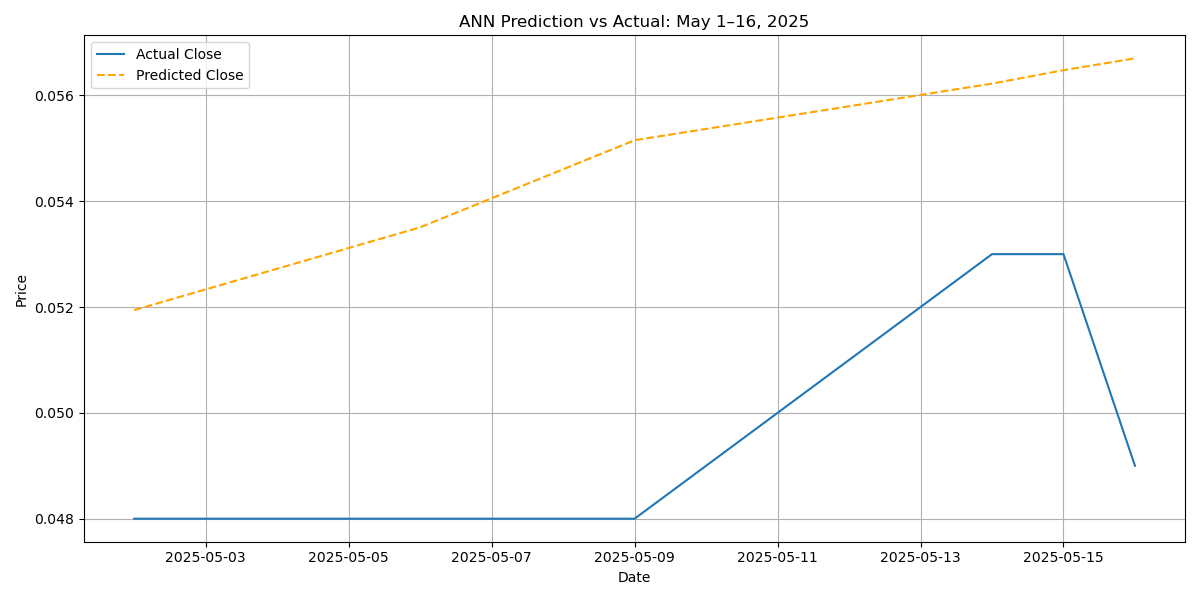 ANN Prediction vs Actual: May 1–16, 2025
Actual Close
Predicted Close
0.056
0.054
0.052
0.050
0.048
Price
2025-05-03 2025-05-05 2025-05-07 2025-05-09 2025-05-11 2025-05-13 2025-05-15
Date